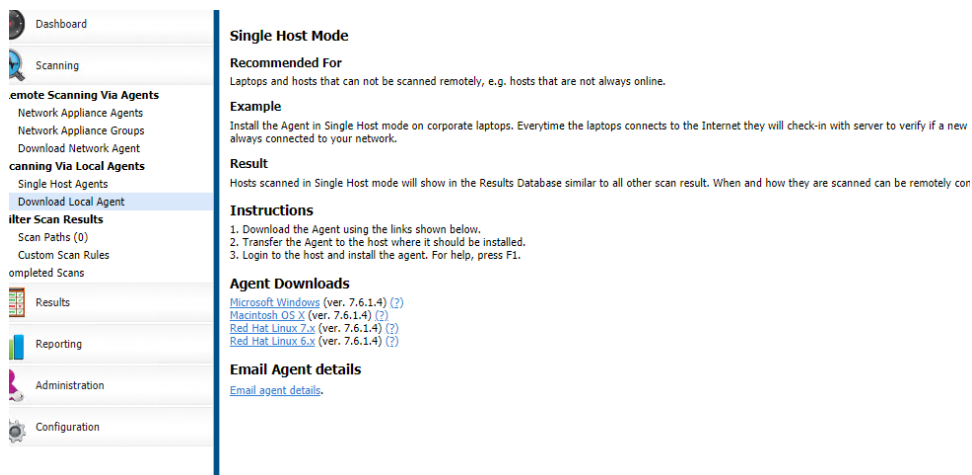 Dashboard
Scanning
emote Scanning Via Agents
Network Appliance Agents
Network Appliance Groups
Download Network Agent
canning Via Local Agents
Single Host Agents
Download Local Agent
ilter Scan Results
Scan Paths (0)
Custom Scan Rules
ompleted Scans
Results
Reporting
Administration
Configuration
Single Host Mode
Recommended For
Laptops and hosts that can not be scanned remotely, e.g. hosts that are not always online.
Example
Install the Agent in Single Host mode on corporate laptops. Everytime the laptops connects to the Internet they will check-in with server to verify if a new
always connected to your network.
Result
Hosts scanned in Single Host mode will show in the Results Database similar to all other scan result. When and how they are scanned can be remotely con
Instructions
1. Download the Agent using the links shown below.
2. Transfer the Agent to the host where it should be installed.
3. Login to the host and install the agent. For help, press F1.
Agent Downloads
Microsoft Windows (ver. 7.6.1.4) (?)
Macintosh OS X (ver. 7.6.1.4) (?)
Red Hat Linux 7.x (ver. 7.6.1.4) (?)
Red Hat Linux 6.x (ver. 7.6.1.4) (?)
Email Agent details
Email agent details.